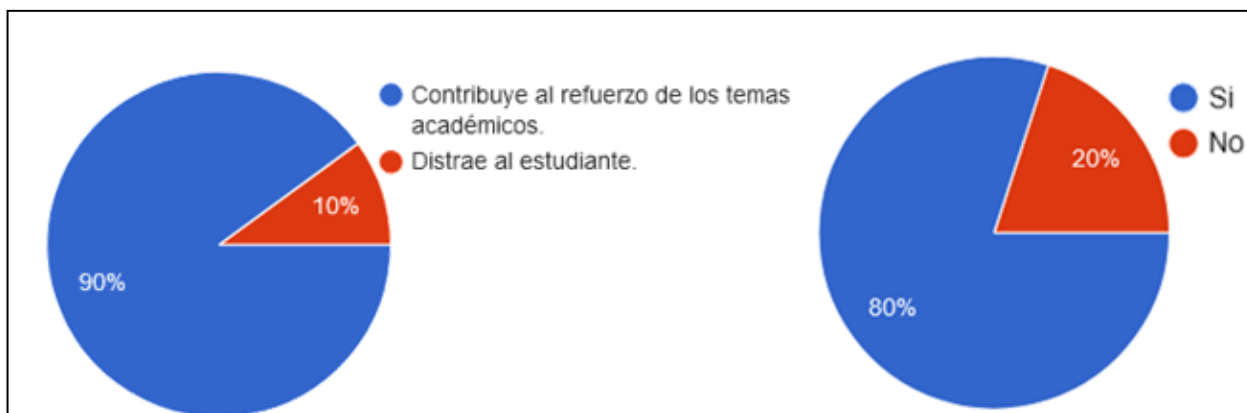 Contribuye al refuerzo de los temas
académicos.
Distrae al estudiante.
10%
90%
Si
No
20%
80%